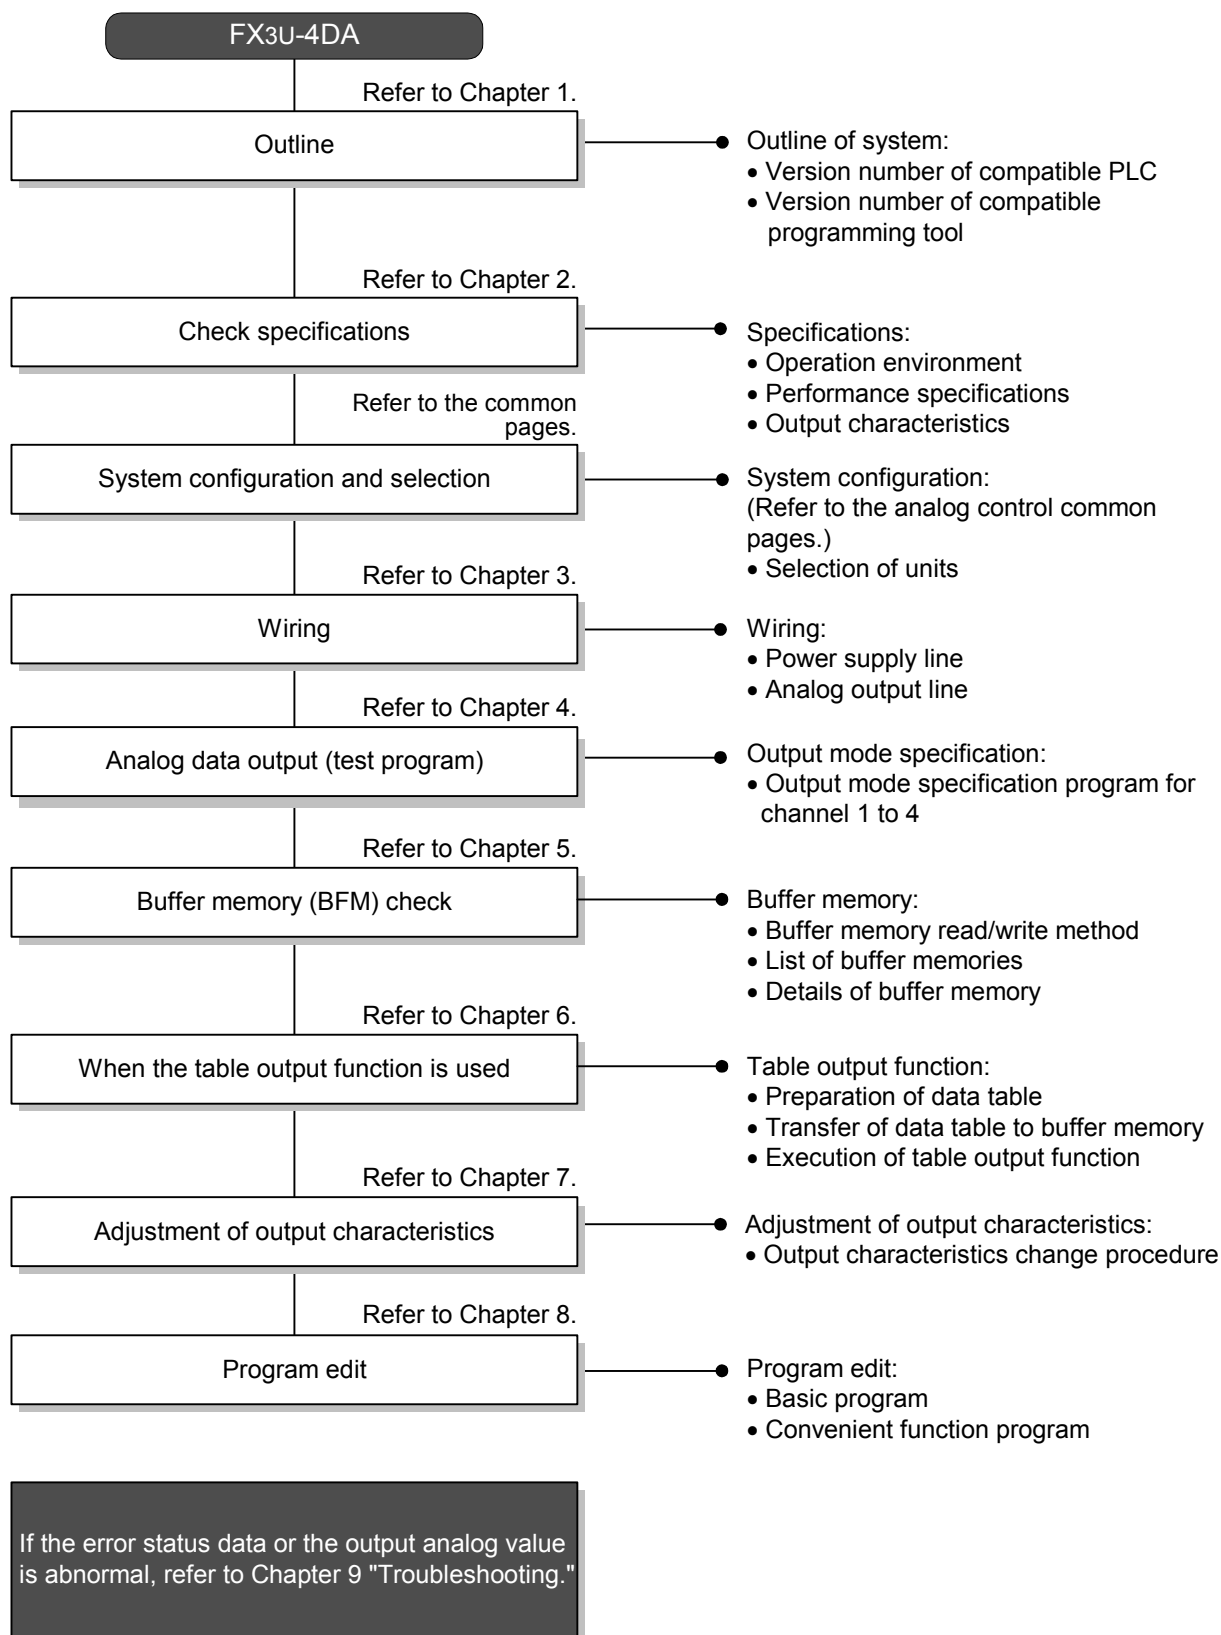 FX3U-4DA
Refer to Chapter 1.
Outline
Outline of system:
• Version number of compatible PLC
• Version number of compatible
programming tool
Refer to Chapter 2.
Check specifications
Specifications:
• Operation environment
• Performance specifications
• Output characteristics
Refer to the common
pages.
System configuration and selection
System configuration:
(Refer to the analog control common
pages.)
• Selection of units
Refer to Chapter 3.
Wiring
Wiring:
• Power supply line
• Analog output line
Refer to Chapter 4.
Analog data output (test program)
Output mode specification:
• Output mode specification program for
channel 1 to 4
Refer to Chapter 5.
Buffer memory (BFM) check
Buffer memory:
• Buffer memory read/write method
• List of buffer memories
• Details of buffer memory
Refer to Chapter 6.
When the table output function is used
Table output function:
• Preparation of data table
• Transfer of data table to buffer memory
• Execution of table output function
Refer to Chapter 7.
Adjustment of output characteristics
Adjustment of output characteristics:
• Output characteristics change procedure
Refer to Chapter 8.
Program edit
Program edit:
• Basic program
• Convenient function program
If the error status data or the output analog value
is abnormal, refer to Chapter 9 "Troubleshooting."